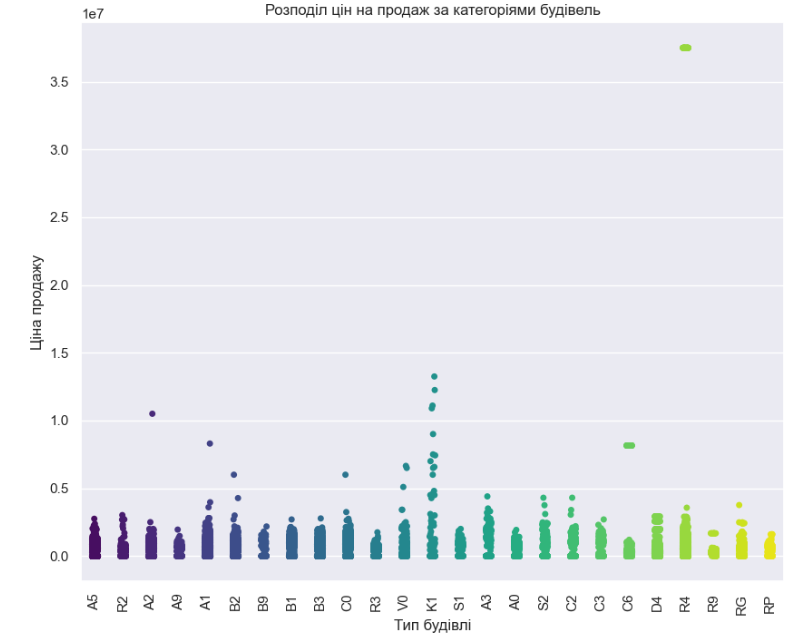 Розподіл цін на продаж за категоріями будівель
1e7
3.5
3.0
2.5
2.0
1.5
1.0
0.5
0.0
Ціна продажу
A5 R2 A2 A9 A1 B2 B9 B1 B3 C0 R3 V0 K1 S1 A3 A0 S2 C2 C3 C6 D4 R4 R9 RG RP
Тип будівлі